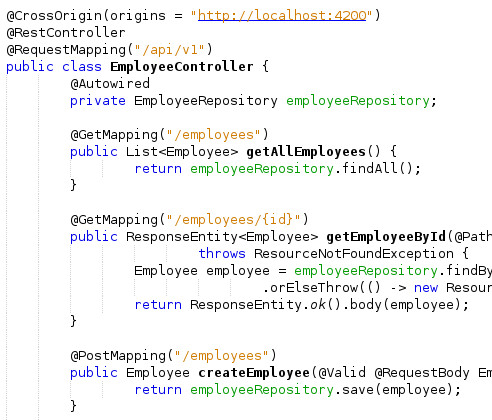 @CrossOrigin(origins = "http://localhost:4200")
@RestController
@RequestMapping("/api/v1")
public class EmployeeController {
@Autowired
private EmployeeRepository employeeRepository;
@GetMapping("/employees")
public List<Employee> getAllEmployees() {
return employeeRepository.findAll();
}
@GetMapping("/employees/{id}")
public ResponseEntity<Employee> getEmployeeById(@Path
throws ResourceNotFoundException {
Employee employee = employeeRepository.findBy
.orElseThrow(() -> new Resour
return ResponseEntity.ok().body(employee);
}
@PostMapping("/employees")
public Employee createEmployee(@Valid @RequestBody Em
return employeeRepository.save(employee);
}